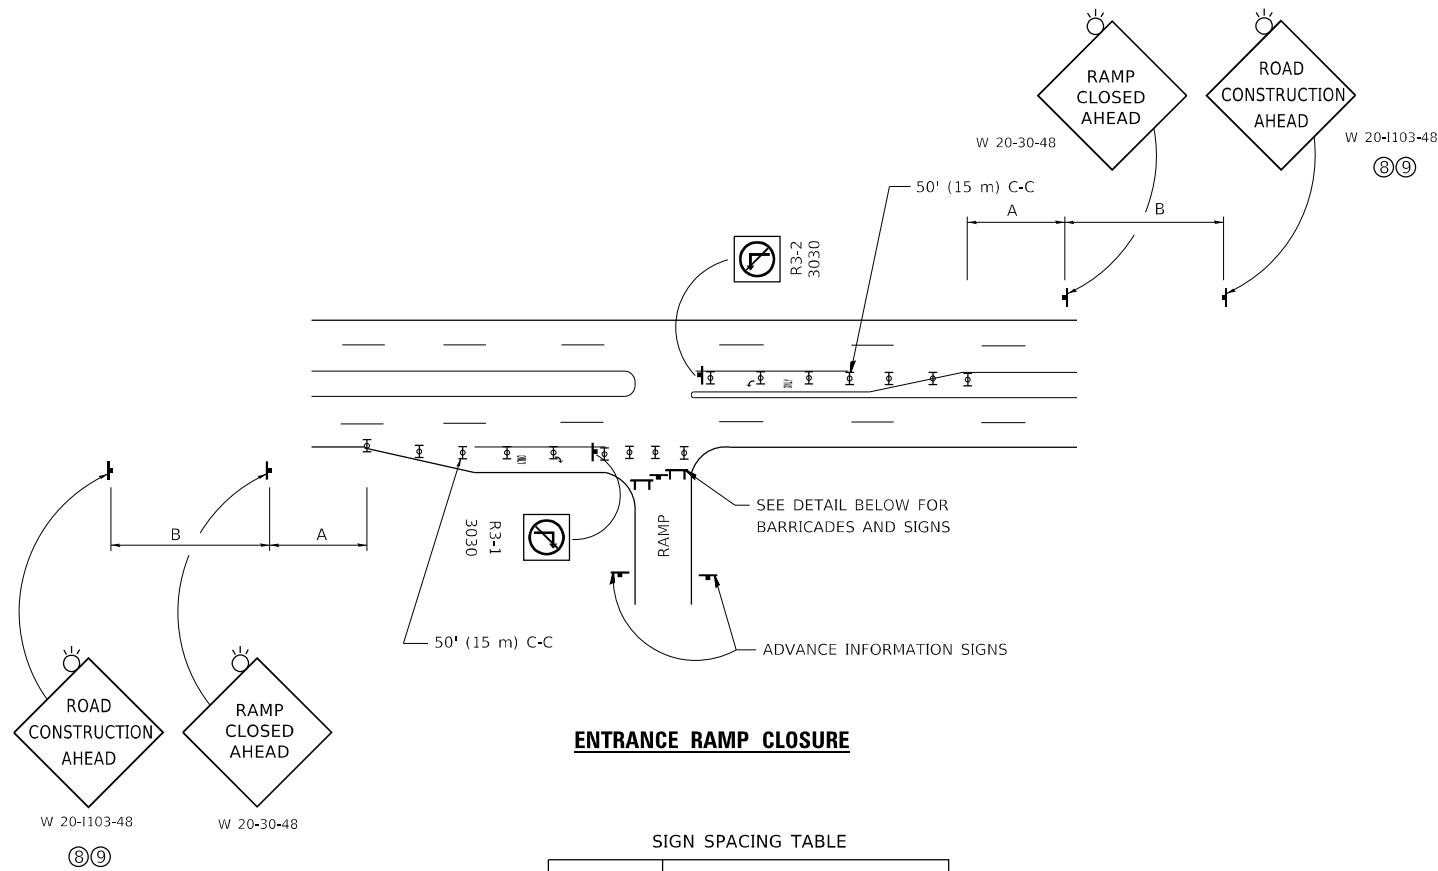 RAMP
CLOSED
AHEAD
W 20-30-48
ROAD
CONSTRUCTION
AHEAD
W 20-I103-48
⑧⑨
50' (15 m) C-C
A
B
R3-2
3030
ONLY
ONLY
B
A
R3-1
3030
RAMP
SEE DETAIL BELOW FOR
BARRICADES AND SIGNS
50' (15 m) C-C
ADVANCE INFORMATION SIGNS
ROAD
CONSTRUCTION
AHEAD
W 20-I103-48
⑧⑨
RAMP
CLOSED
AHEAD
W 20-30-48
ENTRANCE RAMP CLOSURE
SIGN SPACING TABLE